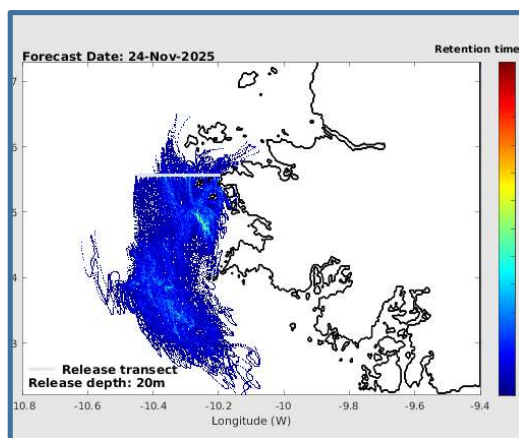 Forecast Date: 24-Nov-2025
Retention time
7
6
5
4
3
Release transect
Release depth: 20m
-10.8 -10.6 -10.4 -10.2 -10 -9.8 -9.6 -9.4
Longitude (W)